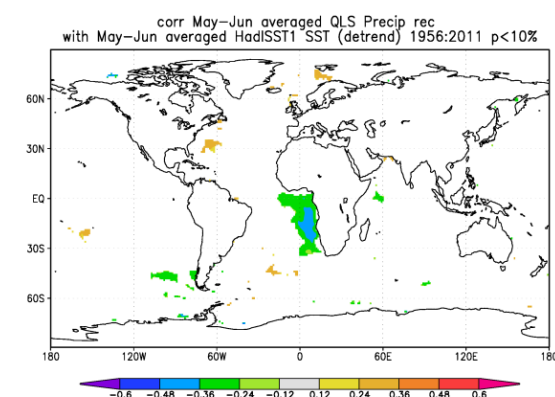 corr May-Jun averaged QLS Precip rec
with May-Jun averaged HadISST1 SST (detrend) 1956:2011 p<10%
60N
30N
EQ
30S
60S
180 120W 60W 0 60E 120E 180
-0.6 -0.48 -0.36 -0.24 -0.12 0.12 0.24 0.36 0.48 0.6